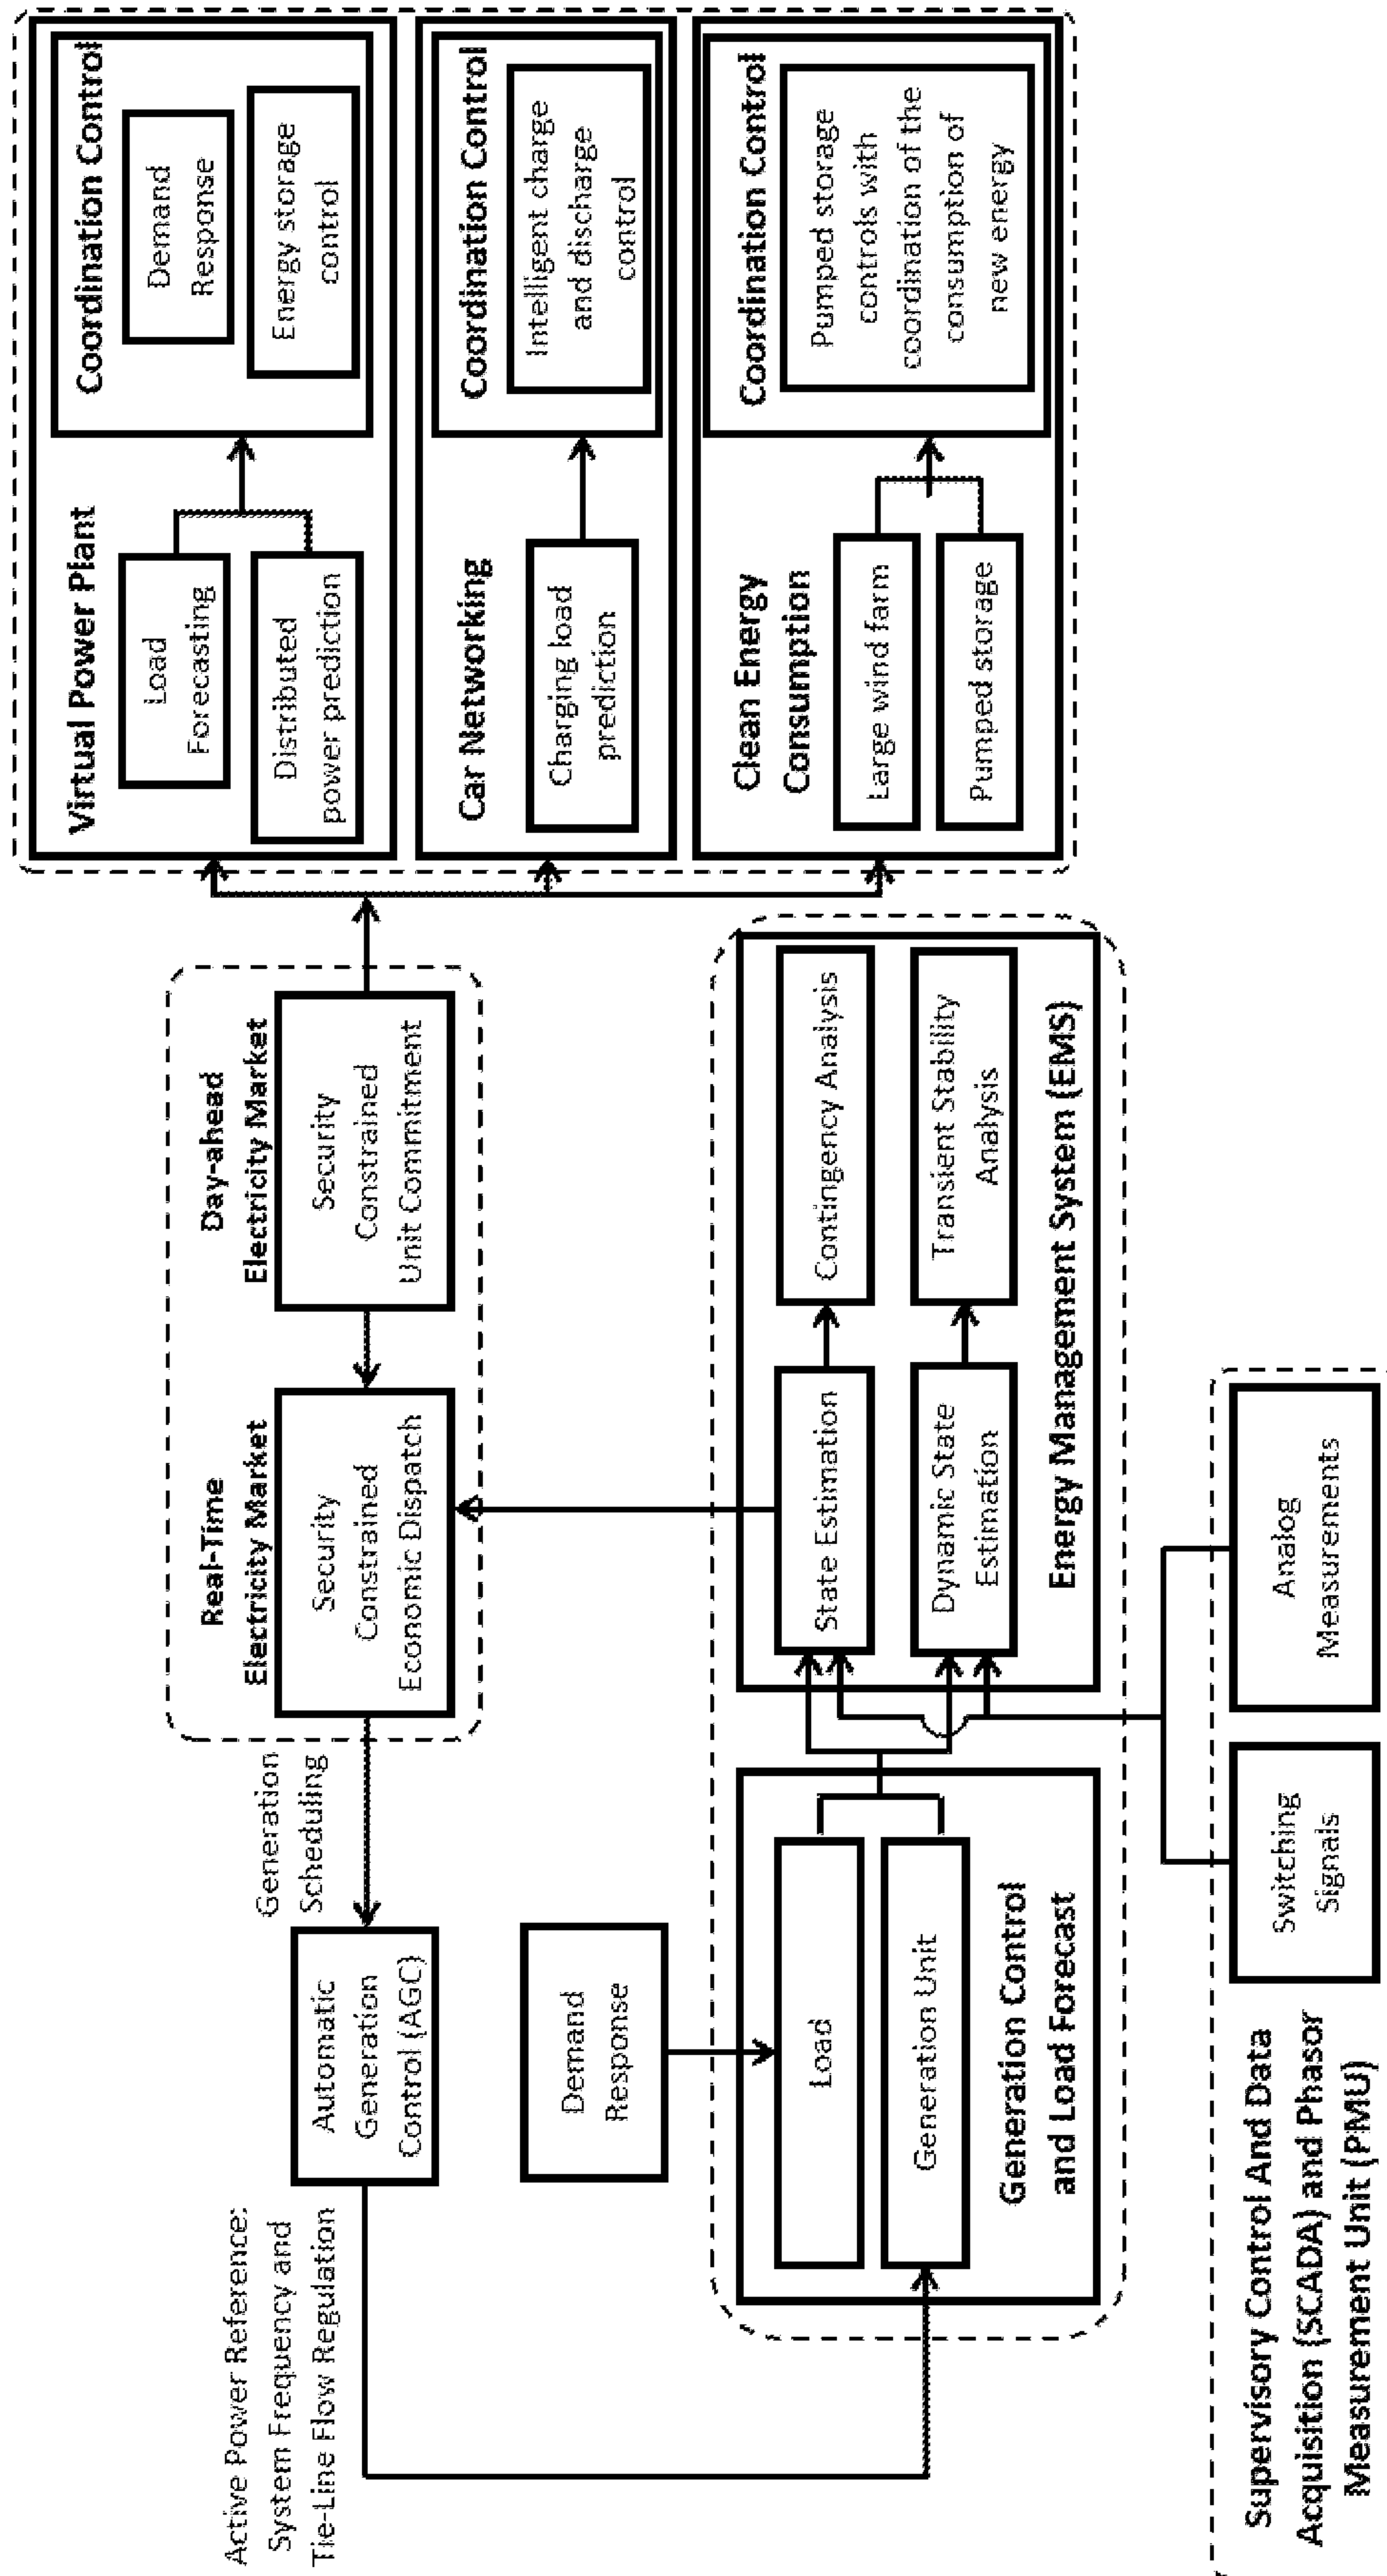 Active Power Reference:
System Frequency and
Tie-Line Flow Regulation
Automatic
Generation
Control (AGC)
Generation
Scheduling
Real-Time
Electricity Market
Security
Constrained
Economic Dispatch
Day-ahead
Electricity Market
Security
Constrained
Unit Commitment
Virtual Power Plant
Load
Forecasting
Distributed
power prediction
Coordination Control
Demand
Response
Energy storage
control
Car Networking
Charging load
prediction
Coordination Control
Intelligent charge
and discharge
control
Clean Energy
Consumption
Large wind farm
Pumped storage
Coordination Control
Pumped storage
controls with
coordination of the
consumption of
new energy
Demand
Response
Load
Generation Unit
Generation Control
and Load Forecast
State Estimation
Contingency Analysis
Dynamic State
Estimation
Transient Stability
Analysis
Energy Management System (EMS)
Supervisory Control And Data
Acquisition (SCADA) and Phasor
Measurement Unit (PMU)
Switching
Signals
Analog
Measurements